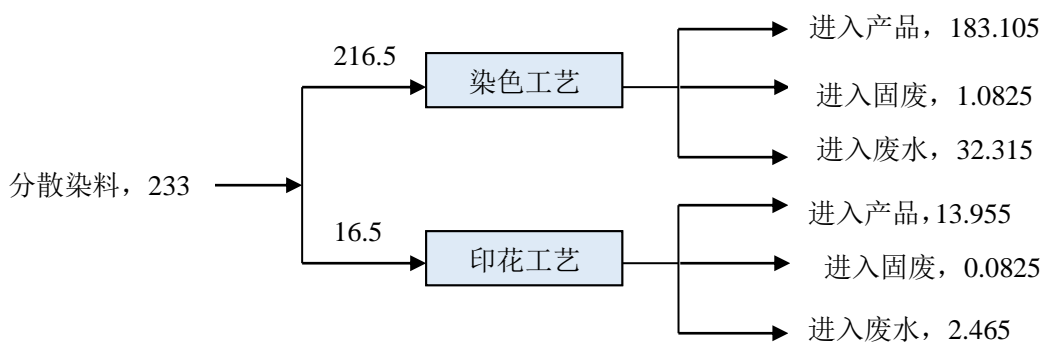 进入产品，183.105
216.5
染色工艺
进入固废，1.0825
进入废水，32.315
分散染料，233
进入产品，13.955
16.5
印花工艺
进入固废，0.0825
进入废水，2.465